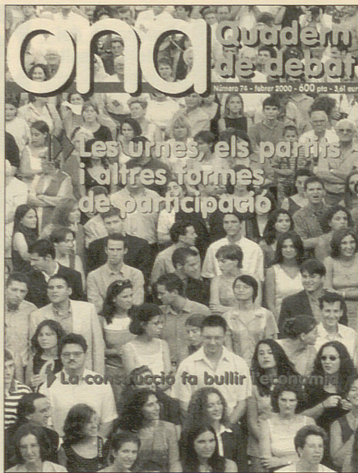 ona
Quadern
de debat
Número 74 - febrer 2000 - 600 pta - 3,61 eur
Les urnes, els partits
i altres formes
de participació
La construcció fa bullir l'economia